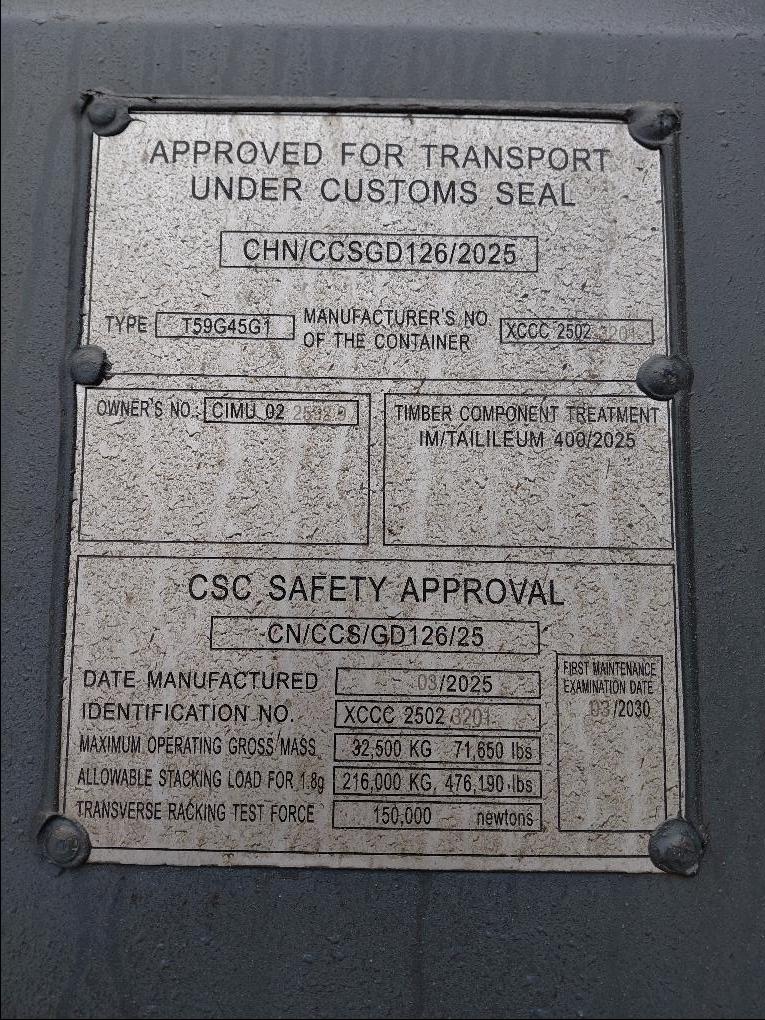 APPROVED FOR TRANSPORT
UNDER CUSTOMS SEAL
CHN/CCSGD126/2025
TYPE T59G45G1 MANUFACTURER'S NO OF THE CONTAINER XCCC 2502 3201
OWNER'S NO.: CIMU 02
TIMBER COMPONENT TREATMENT
IM/TAILILEUM 400/2025
CSC SAFETY APPROVAL
CN/CCS/GD126/25
DATE MANUFACTURED 03/2025
IDENTIFICATION NO. XCCC 2502 3201
MAXIMUM OPERATING GROSS MASS 32,500 KG 71,650 lbs
ALLOWABLE STACKING LOAD FOR 1.8g 216,000 KG, 476,190 lbs
TRANSVERSE RACKING TEST FORCE 150,000 newtons
FIRST MAINTENANCE
EXAMINATION DATE
03/2030